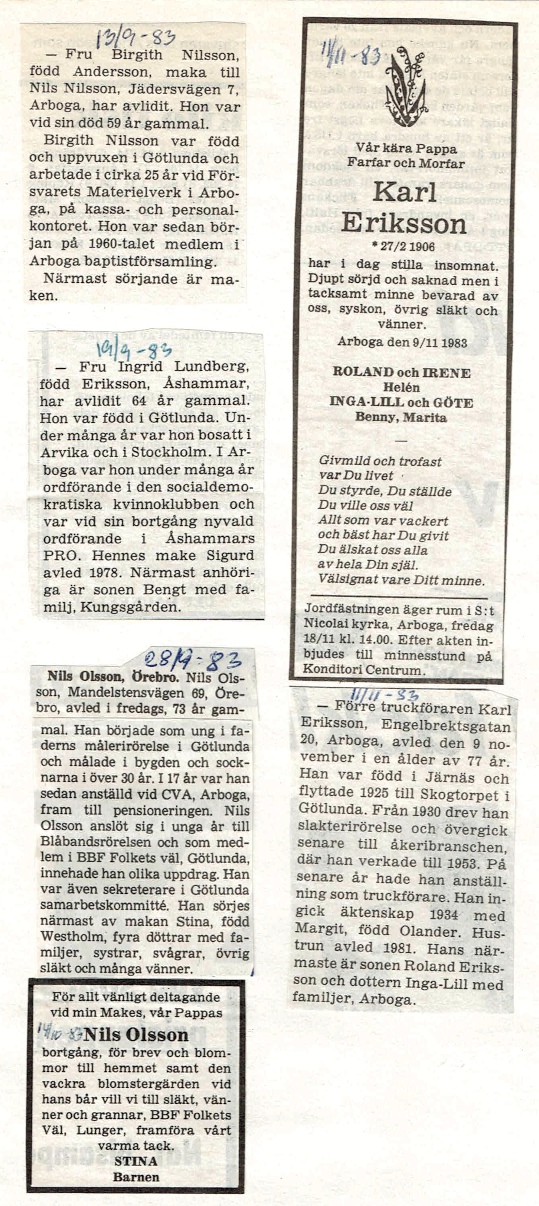 13/9-83
— Fru Birgith Nilsson,
född Andersson, maka till
Nils Nilsson, Jädersvägen 7,
Arboga, har avlidit. Hon var
vid sin död 59 år gammal.
Birgith Nilsson var född
och uppvuxen i Götlunda och
arbetade i cirka 25 år vid För-
svarets Materielverk i Arbo-
ga, på kassa- och personal-
kontoret. Hon var sedan bör-
jan på 1960-talet medlem i
Arboga baptistförsamling.
Närmast sörjande är ma-
ken.
19/9-83
— Fru Ingrid Lundberg,
född Eriksson, Åshammar,
har avlidit 64 år gammal.
Hon var född i Götlunda. Un-
der många år var hon bosatt i
Arvika och i Stockholm. I Ar-
boga var hon under många år
ordförande i den socialdemo-
kratiska kvinnoklubben och
var vid sin bortgång nyvald
ordförande i Åshammars
PRO. Hennes make Sigurd
avled 1978. Närmast anhöri-
ga är sonen Bengt med fa-
milj, Kungsgården.
28/9-83
Nils Olsson, Örebro. Nils Ols-
son, Mandelstensvägen 69, Öre-
bro, avled i fredags, 73 år gam-
mal. Han började som ung i fa-
derns målerirörelse i Götlunda
och målade i bygden och sock-
narna i över 30 år. I 17 år var han
sedan anställd vid CVA, Arboga,
fram till pensioneringen. Nils
Olsson anslöt sig i unga år till
Blåbandsrörelsen och som med-
lem i BBF Folkets väl, Götlunda,
innehade han olika uppdrag. Han
var även sekreterare i Götlunda
samarbetskommitté. Han sörjes
närmast av makan Stina, född
Westholm, fyra döttrar med fa-
miljer, systrar, svågrar, övrig
släkt och många vänner.
För allt vänligt deltagande
vid min Makes, vår Pappas
14/10-83 Nils Olsson
bortgång, för brev och blom-
mor till hemmet samt den
vackra blomstergärden vid
hans bår vill vi till släkt, vän-
ner och grannar, BBF Folkets
Väl, Lunger, framföra vårt
varma tack.
STINA
Barnen
11/11-83
Vår kära Pappa
Farfar och Morfar
Karl
Eriksson
* 27/2 1906
har i dag stilla insomnat.
Djupt sörjd och saknad men i
tacksamt minne bevarad av
oss, syskon, övrig släkt och
vänner.
Arboga den 9/11 1983
ROLAND och IRENE
Helén
INGA-LILL och GÖTE
Benny, Marita
—
Givmild och trofast
var Du livet
Du styrde, Du ställde
Du ville oss väl
Allt som var vackert
och bäst har Du givit
Du älskat oss alla
av hela Din själ.
Välsignat vare Ditt minne.
Jordfästningen äger rum i S:t
Nicolai kyrka, Arboga, fredag
18/11 kl. 14.00. Efter akten in-
bjudes till minnesstund på
Konditori Centrum.
11/11-83
— Förre truckföraren Karl
Eriksson, Engelbrektsgatan
20, Arboga, avled den 9 no-
vember i en ålder av 77 år.
Han var född i Järnäs och
flyttade 1925 till Skogtorpet i
Götlunda. Från 1930 drev han
slakterirörelse och övergick
senare till åkeribranschen,
där han verkade till 1953. På
senare år hade han anställ-
ning som truckförare. Han in-
gick äktenskap 1934 med
Margit, född Olander. Hus-
trun avled 1981. Hans när-
maste är sonen Roland Eriks-
son och dottern Inga-Lill med
familjer, Arboga.